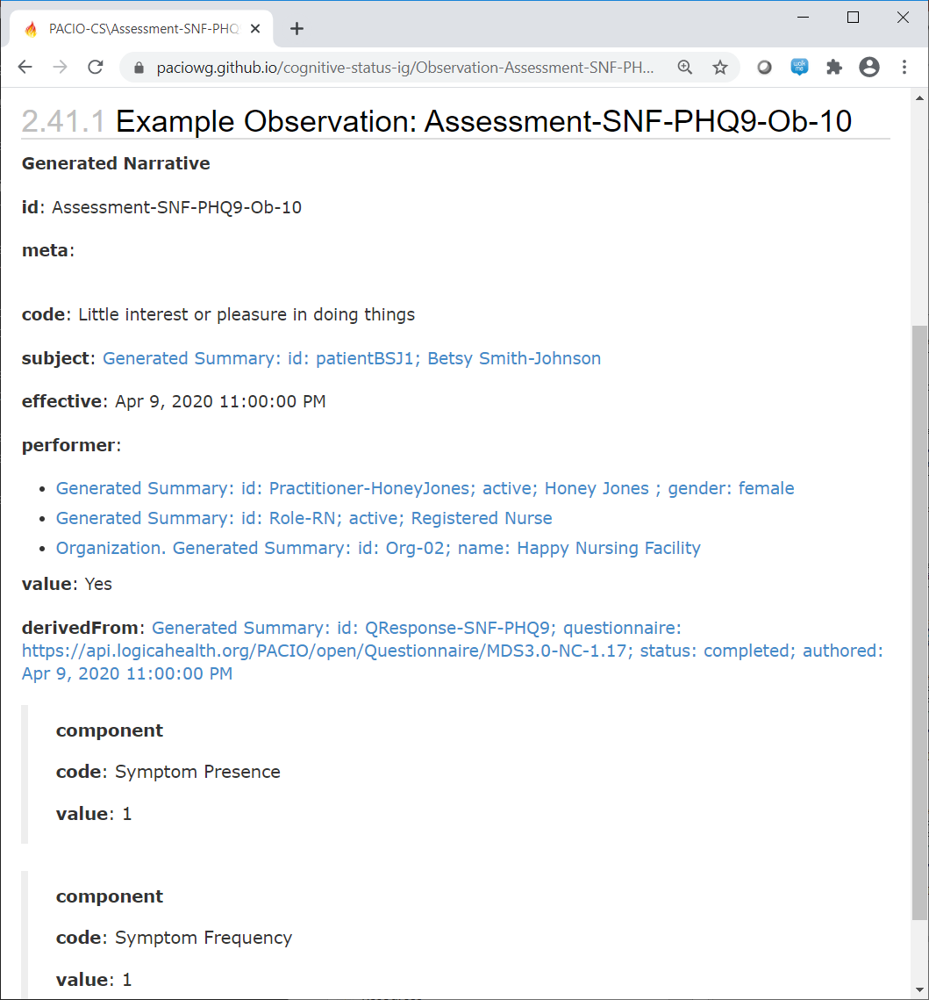 PACIO-CS\Assessment-SNF-PHQ
paciowg.github.io/cognitive-status-ig/Observation-Assessment-SNF-PH...
walk me
2.41.1 Example Observation: Assessment-SNF-PHQ9-Ob-10
Generated Narrative
id: Assessment-SNF-PHQ9-Ob-10
meta:
code: Little interest or pleasure in doing things
subject: Generated Summary: id: patientBSJ1; Betsy Smith-Johnson
effective: Apr 9, 2020 11:00:00 PM
performer:
• Generated Summary: id: Practitioner-HoneyJones; active; Honey Jones ; gender: female
• Generated Summary: id: Role-RN; active; Registered Nurse
• Organization. Generated Summary: id: Org-02; name: Happy Nursing Facility
value: Yes
derivedFrom: Generated Summary: id: QResponse-SNF-PHQ9; questionnaire:
https://api.logicahealth.org/PACIO/open/Questionnaire/MDS3.0-NC-1.17; status: completed; authored:
Apr 9, 2020 11:00:00 PM
component
code: Symptom Presence
value: 1
component
code: Symptom Frequency
value: 1